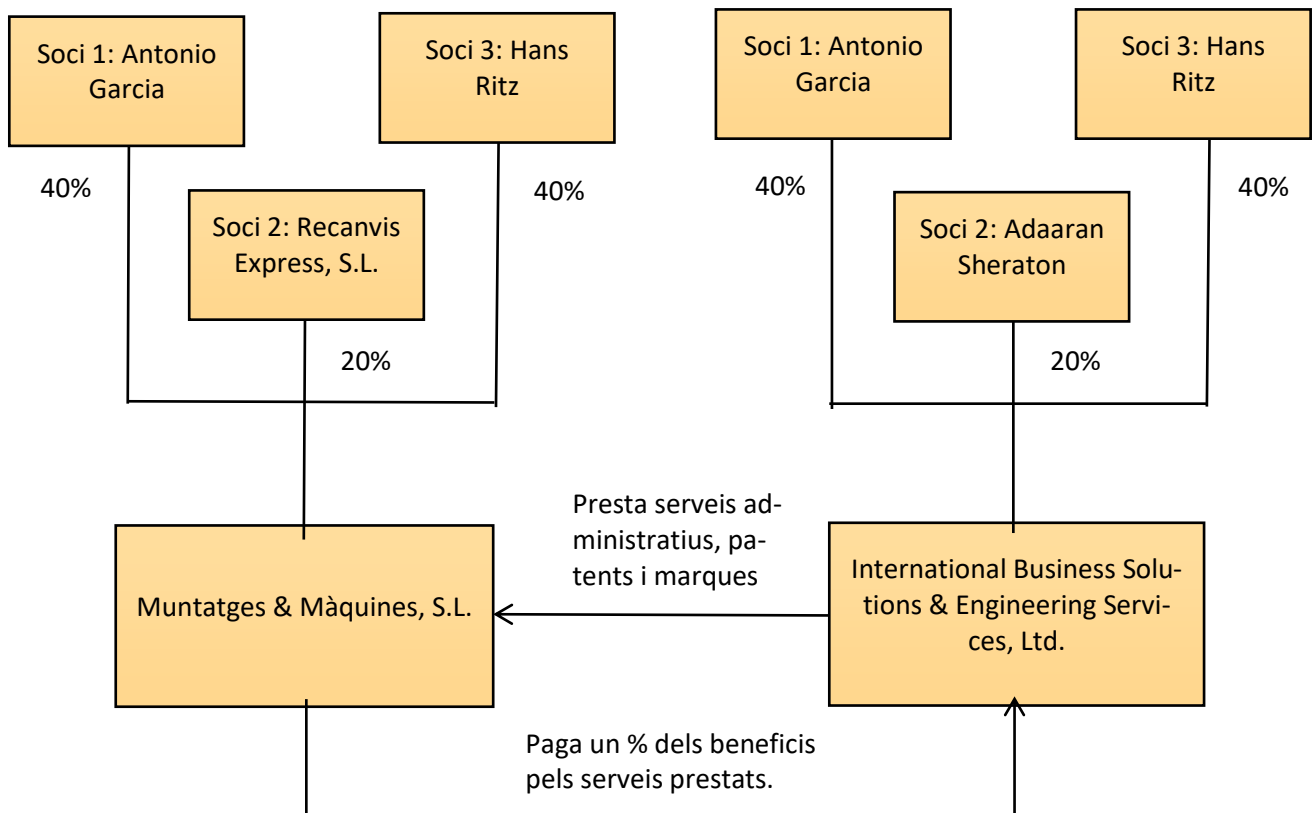 Soci 1: Antonio
Garcia
Soci 3: Hans
Ritz
Soci 1: Antonio
Garcia
Soci 3: Hans
Ritz
40%
40%
40%
40%
Soci 2: Recanvis
Express, S.L.
Soci 2: Adaaran
Sheraton
20%
20%
Presta serveis ad-
ministratius, pa-
tents i marques
Muntatges & Màquines, S.L.
International Business Solu-
tions & Engineering Servi-
ces, Ltd.
Paga un % dels beneficis
pels serveis prestats.